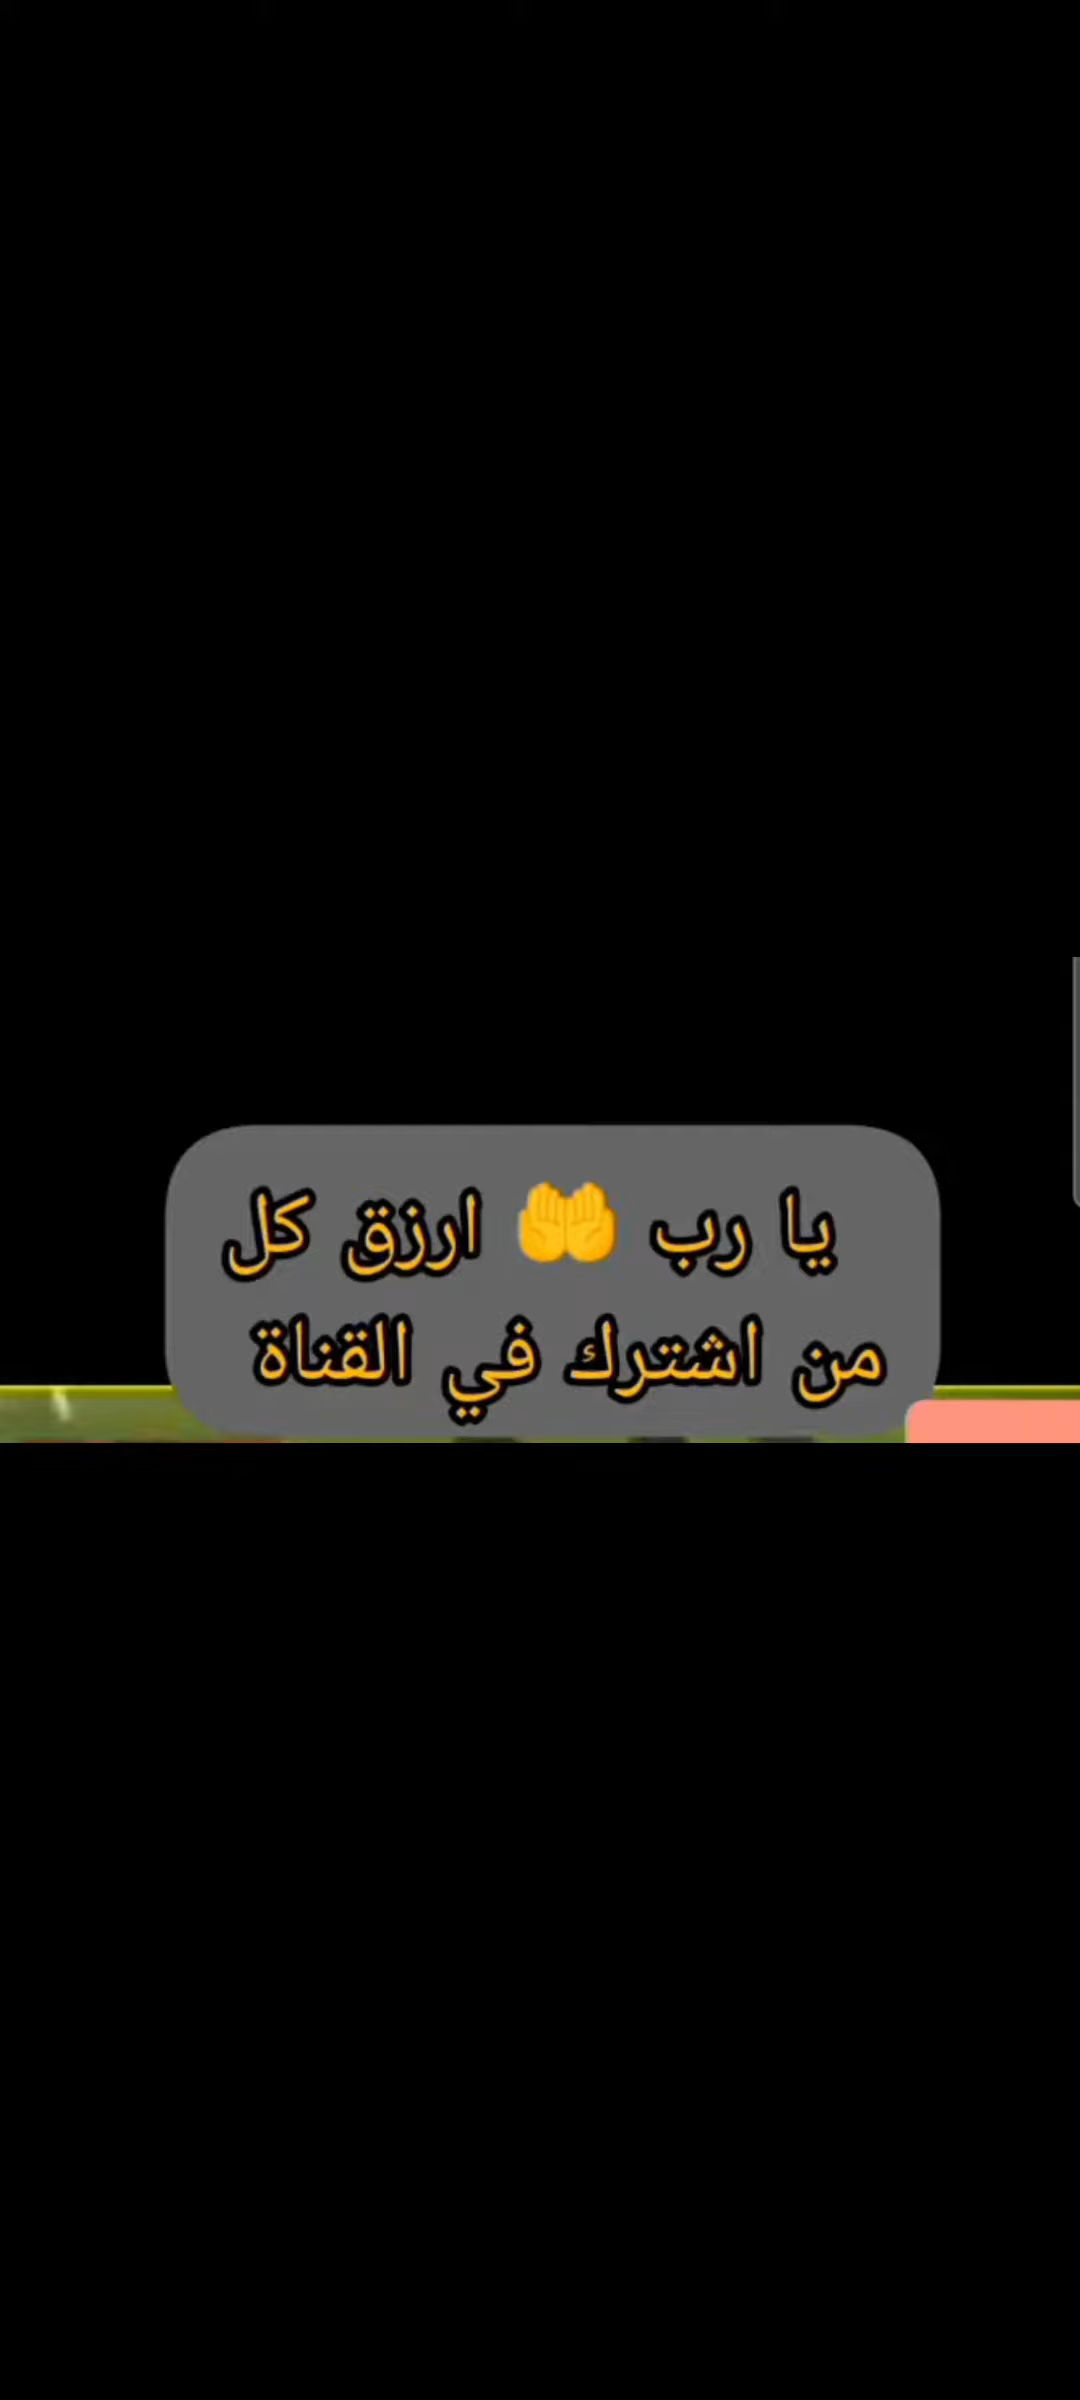 يا رب 🤲 ارزق كل
من اشترك في القناة